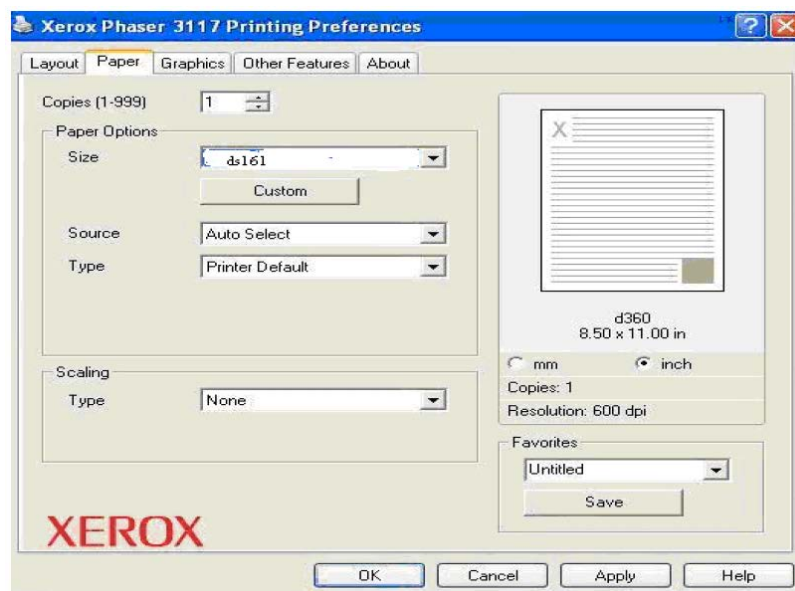 Xerox Phaser 3117 Printing Preferences
Layout Paper Graphics Other Features About
Copies (1-999) 1
Paper Options
Size ds161
Custom
Source Auto Select
Type Printer Default
X
d360
8.50 x 11.00 in
mm inch
Copies: 1
Resolution: 600 dpi
Scaling
Type None
Favorites
Untitled
Save
XEROX
OK Cancel Apply Help